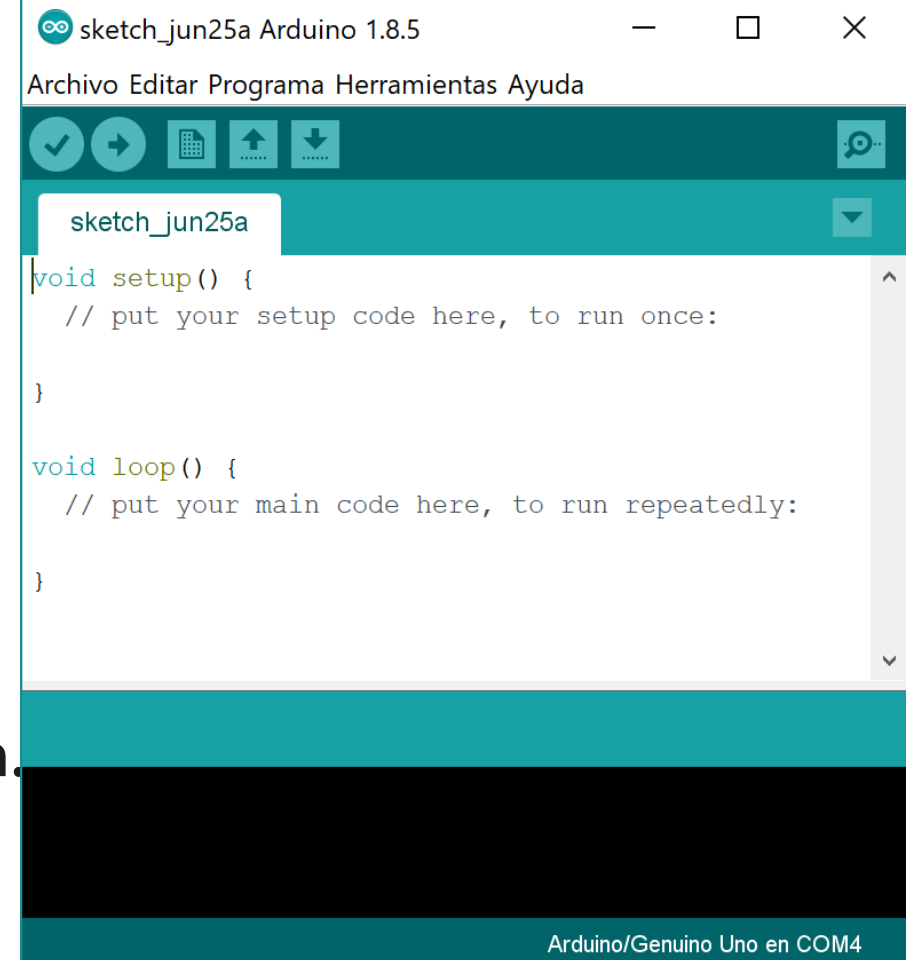 sketch_jun25a Arduino 1.8.5
Archivo Editar Programa Herramientas Ayuda
sketch_jun25a
void setup() {
  // put your setup code here, to run once:
}
void loop() {
  // put your main code here, to run repeatedly:
}
Arduino/Genuino Uno en COM4